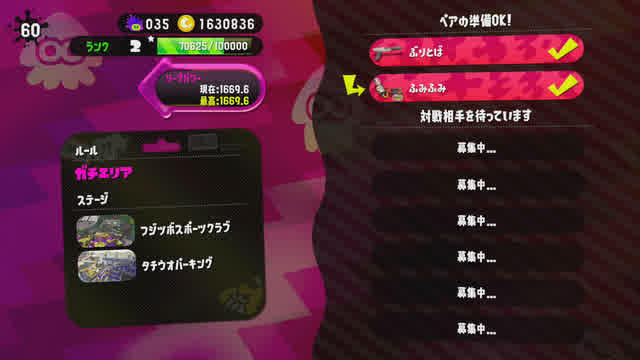 60
035
1630836
ランク 2
70625/100000
リーグパワー
現在:1669.6
最高:1669.6
ルール
ガチエリア
ステージ
フジツボスポーツクラブ
タチウオパーキング
ペアの準備OK!
ぷりとば
ふみふみ
対戦相手を待っています
募集中...
募集中...
募集中...
募集中...
募集中...
募集中...